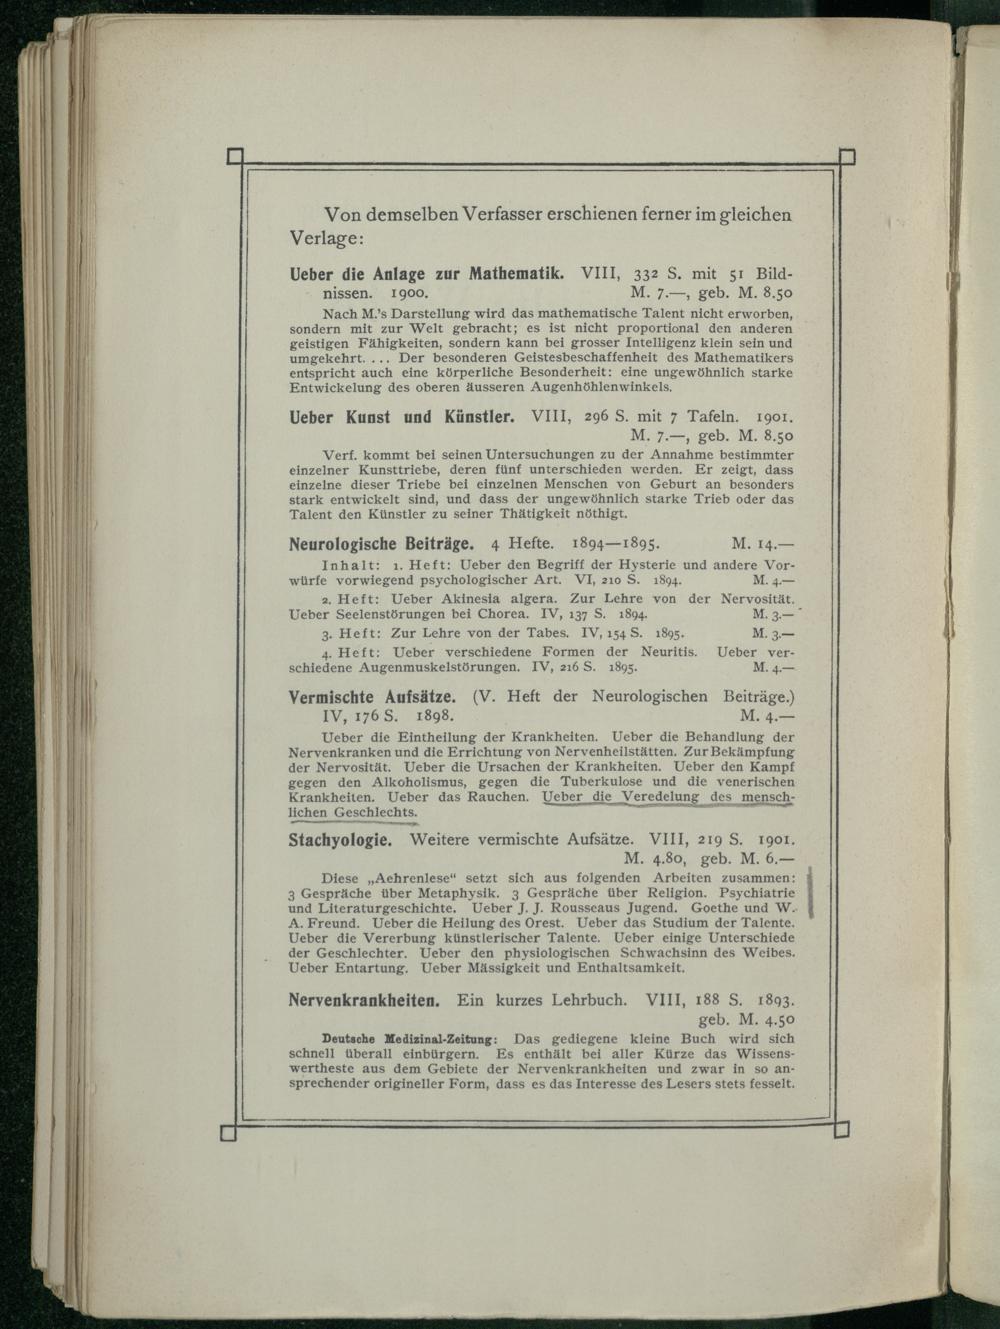 Von demselben Verfasser erschienen ferner im gleichen
Verlage:
Ueber die Anlage zur Mathematik. VIII, 332 S. mit 51 Bild-
nissen. 1900. M. 7.—, geb. M. 8.50
Nach M.'s Darstellung wird das mathematische Talent nicht erworben,
sondern mit zur Welt gebracht; es ist nicht proportional den anderen
geistigen Fähigkeiten, sondern kann bei grosser Intelligenz klein sein und
umgekehrt. ... Der besonderen Geistesbeschaffenheit des Mathematikers
entspricht auch eine körperliche Besonderheit: eine ungewöhnlich starke
Entwickelung des oberen äusseren Augenhöhlenwinkels.
Ueber Kunst und Künstler. VIII, 296 S. mit 7 Tafeln. 1901.
M. 7.—, geb. M. 8.50
Verf. kommt bei seinen Untersuchungen zu der Annahme bestimmter
einzelner Kunsttriebe, deren fünf unterschieden werden. Er zeigt, dass
einzelne dieser Triebe bei einzelnen Menschen von Geburt an besonders
stark entwickelt sind, und dass der ungewöhnlich starke Trieb oder das
Talent den Künstler zu seiner Thätigkeit nöthigt.
Neurologische Beiträge. 4 Hefte. 1894—1895. M. 14.—
Inhalt: 1. Heft: Ueber den Begriff der Hysterie und andere Vor-
würfe vorwiegend psychologischer Art. VI, 210 S. 1894. M. 4.—
2. Heft: Ueber Akinesia algera. Zur Lehre von der Nervosität.
Ueber Seelenstörungen bei Chorea. IV, 137 S. 1894. M. 3.—
3. Heft: Zur Lehre von der Tabes. IV, 154 S. 1895. M. 3.—
4. Heft: Ueber verschiedene Formen der Neuritis. Ueber ver-
schiedene Augenmuskelstörungen. IV, 216 S. 1895. M. 4.—
Vermischte Aufsätze. (V. Heft der Neurologischen Beiträge.)
IV, 176 S. 1898. M. 4.—
Ueber die Eintheilung der Krankheiten. Ueber die Behandlung der
Nervenkranken und die Errichtung von Nervenheilstätten. Zur Bekämpfung
der Nervosität. Ueber die Ursachen der Krankheiten. Ueber den Kampf
gegen den Alkoholismus, gegen die Tuberkulose und die venerischen
Krankheiten. Ueber das Rauchen. Ueber die Veredelung des mensch-
lichen Geschlechts.
Stachyologie. Weitere vermischte Aufsätze. VIII, 219 S. 1901.
M. 4.80, geb. M. 6.—
Diese „Aehrenlese“ setzt sich aus folgenden Arbeiten zusammen:
3 Gespräche über Metaphysik. 3 Gespräche über Religion. Psychiatrie
und Literaturgeschichte. Ueber J. J. Rousseaus Jugend. Goethe und W.
A. Freund. Ueber die Heilung des Orest. Ueber das Studium der Talente.
Ueber die Vererbung künstlerischer Talente. Ueber einige Unterschiede
der Geschlechter. Ueber den physiologischen Schwachsinn des Weibes.
Ueber Entartung. Ueber Mässigkeit und Enthaltsamkeit.
Nervenkrankheiten. Ein kurzes Lehrbuch. VIII, 188 S. 1893.
geb. M. 4.50
Deutsche Medizinal-Zeitung: Das gediegene kleine Buch wird sich
schnell überall einbürgern. Es enthält bei aller Kürze das Wissens-
wertheste aus dem Gebiete der Nervenkrankheiten und zwar in so an-
sprechender origineller Form, dass es das Interesse des Lesers stets fesselt.